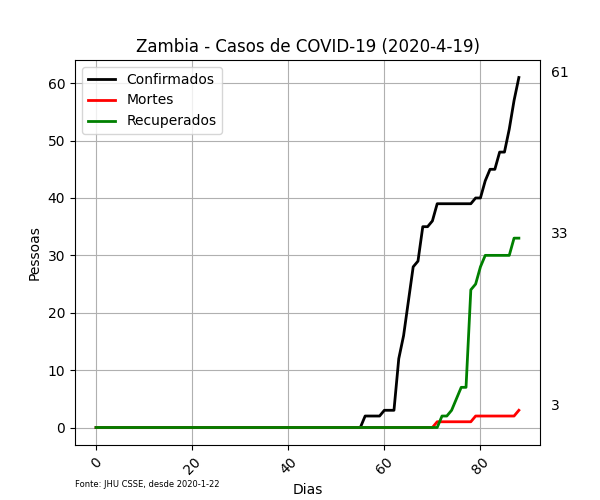 Zambia - Casos de COVID-19 (2020-4-19)
Confirmados
Mortes
Recuperados
61
33
3
60
50
40
30
20
10
0
Pessoas
0
20
40
60
80
Dias
Fonte: JHU CSSE, desde 2020-1-22